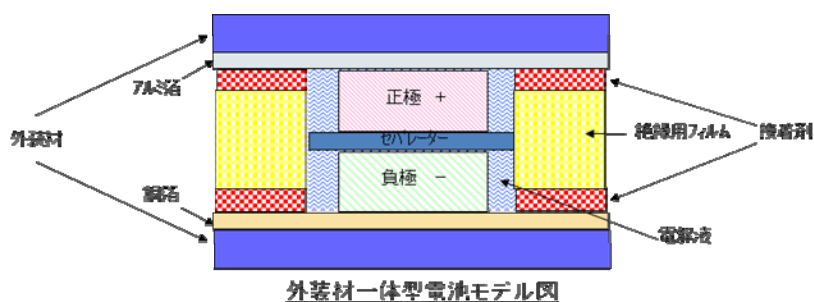 アルミ箔
正極 +
外装材
セパレーター
絶縁用フィルム
接着剤
負極 -
銅箔
電解液
外装材一体型電池モデル図